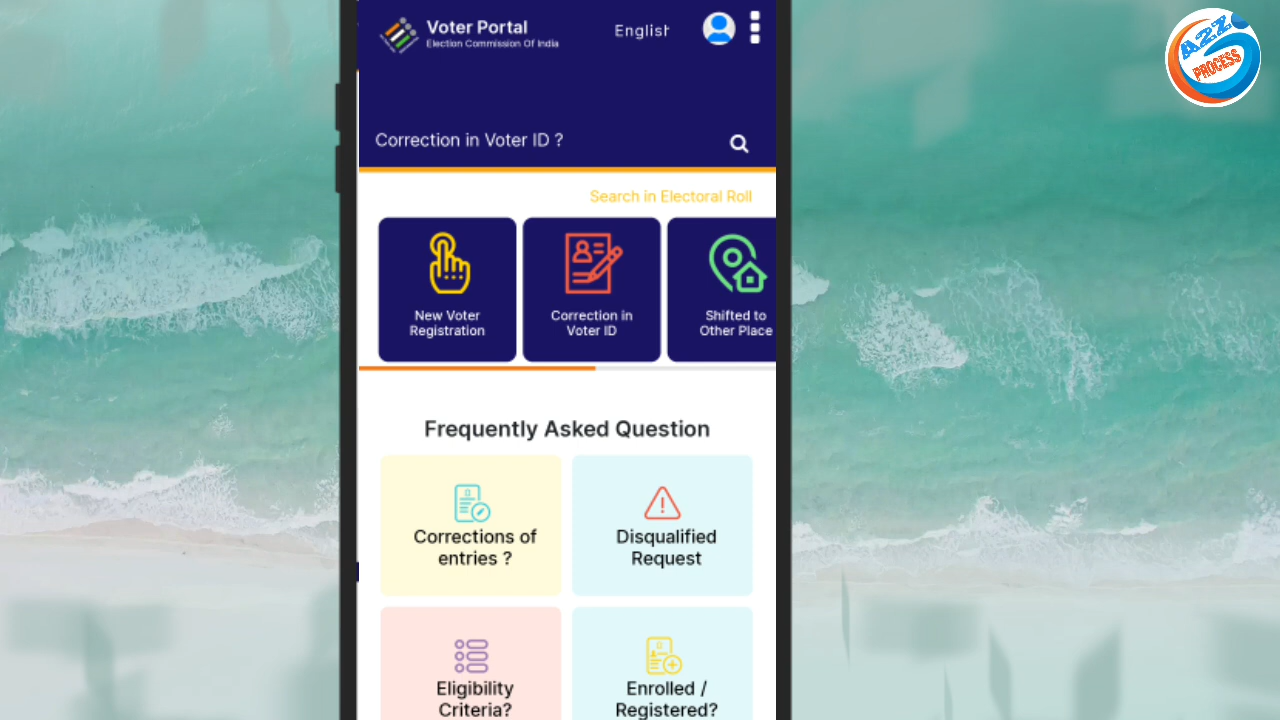 Voter Portal
Election Commission Of India
English
A2Z
PROCESS
Correction in Voter ID ?
Search in Electoral Roll
New Voter
Registration
Correction in
Voter ID
Shifted to
Other Place
Frequently Asked Question
Corrections of
entries ?
Disqualified
Request
Eligibility
Criteria?
Enrolled /
Registered?